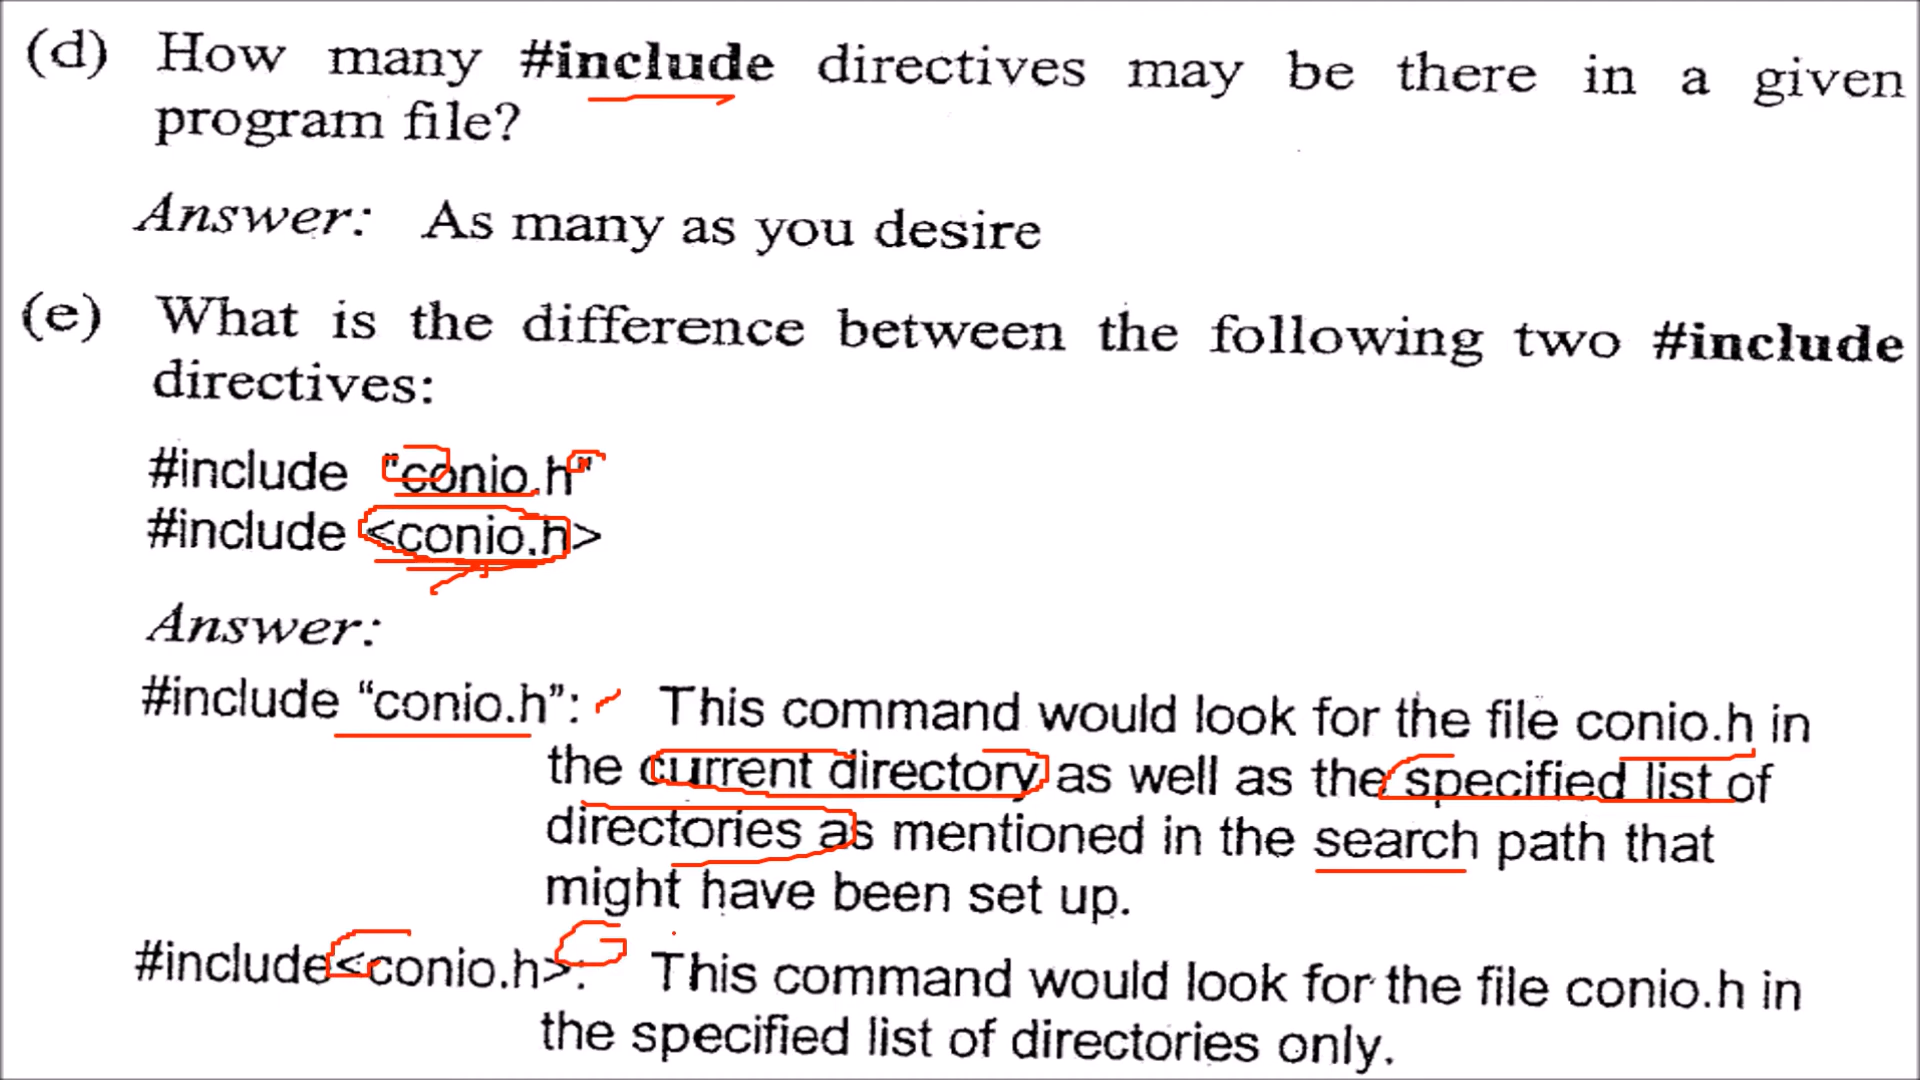 (d) How many #include directives may be there in a given
program file?
Answer: As many as you desire
(e) What is the difference between the following two #include
directives:
#include "conio.h"
#include <conio.h>
Answer:
#include “conio.h”: This command would look for the file conio.h in
the current directory as well as the specified list of
directories as mentioned in the search path that
might have been set up.
#include<conio.h>: This command would look for the file conio.h in
the specified list of directories only.